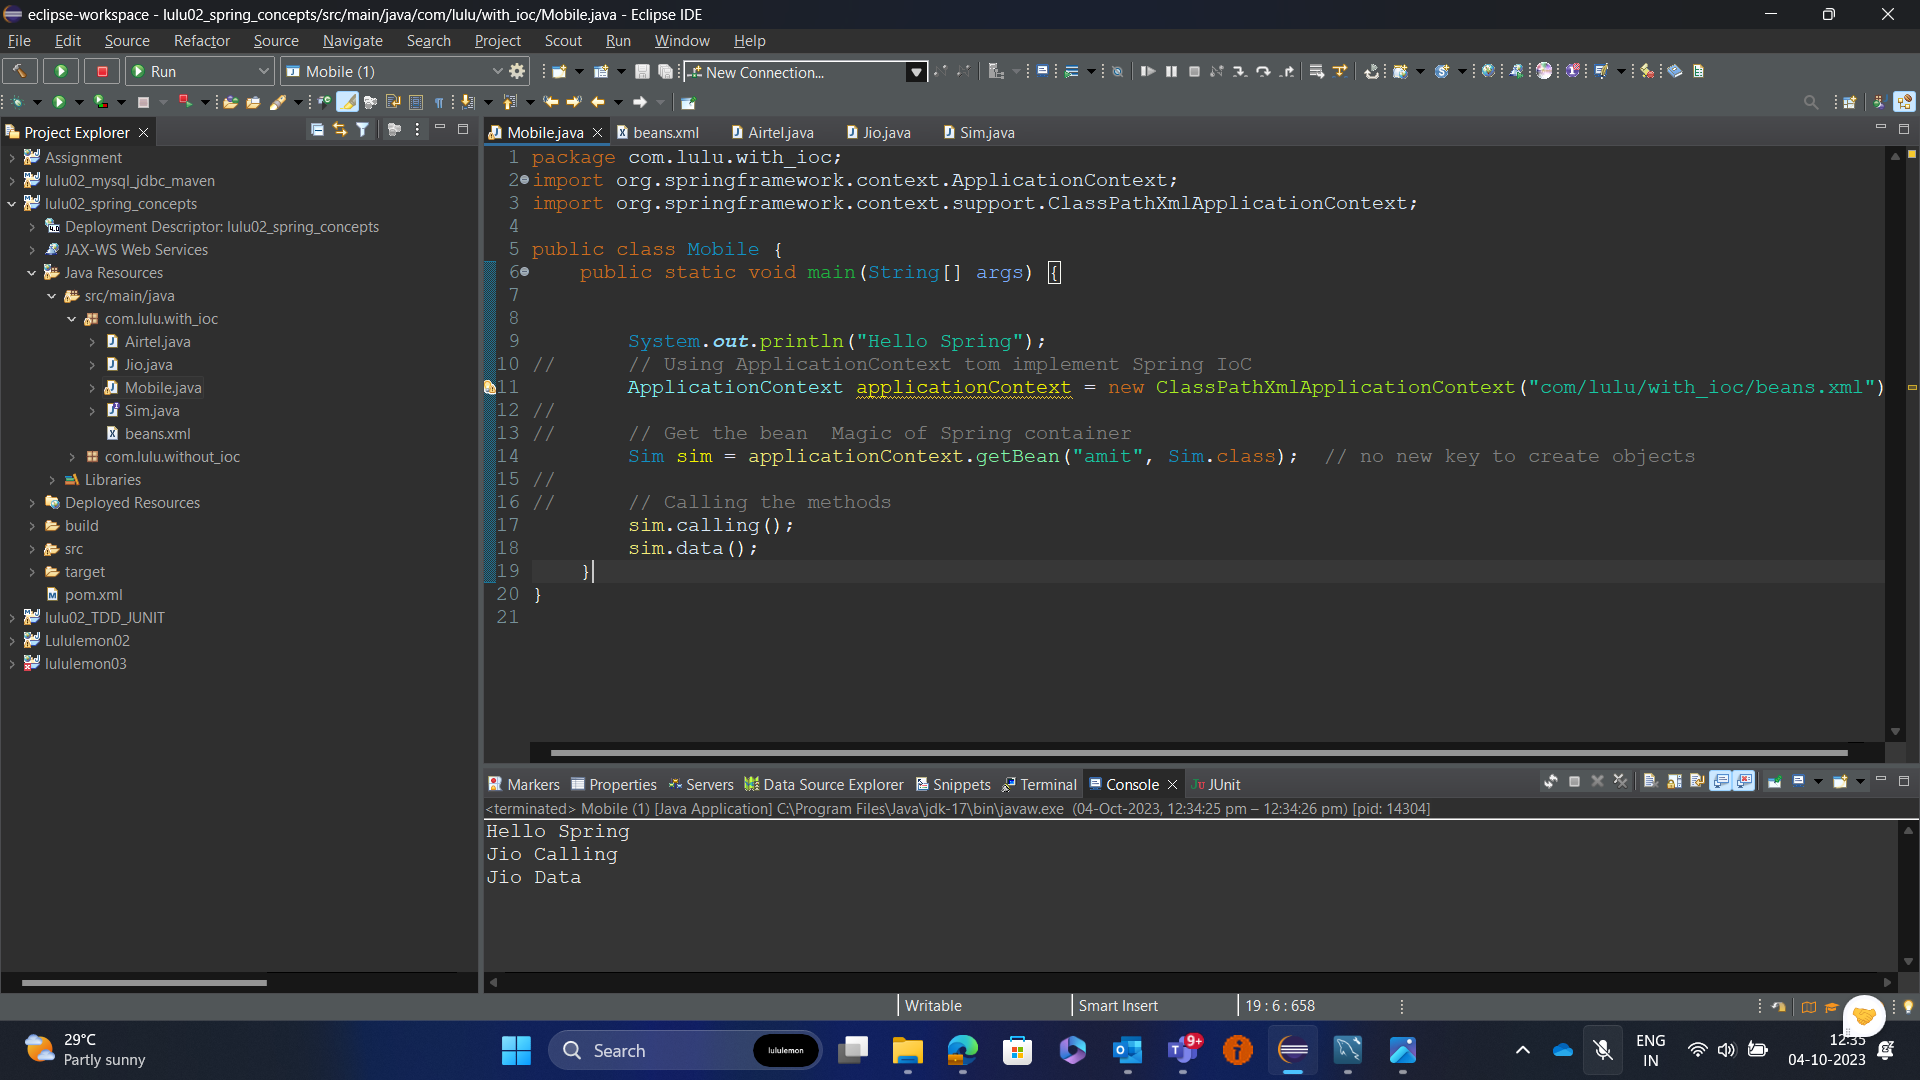 eclipse-workspace - lulu02_spring_concepts/src/main/java/com/lulu/with_ioc/Mobile.java - Eclipse IDE
File Edit Source Refactor Source Navigate Search Project Scout Run Window Help
Run Mobile (1) New Connection...
Project Explorer
Assignment
lulu02_mysql_jdbc_maven
lulu02_spring_concepts
Deployment Descriptor: lulu02_spring_concepts
JAX-WS Web Services
Java Resources
src/main/java
com.lulu.with_ioc
Airtel.java
Jio.java
Mobile.java
Sim.java
beans.xml
com.lulu.without_ioc
Libraries
Deployed Resources
build
src
target
pom.xml
lulu02_TDD_JUNIT
Lululemon02
lululemon03
Mobile.java beans.xml Airtel.java Jio.java Sim.java
1 package com.lulu.with_ioc;
2 import org.springframework.context.ApplicationContext;
3 import org.springframework.context.support.ClassPathXmlApplicationContext;
4
5 public class Mobile {
6 public static void main(String[] args) {
7
8
9 System.out.println("Hello Spring");
10 // // Using ApplicationContext tom implement Spring IoC
11 ApplicationContext applicationContext = new ClassPathXmlApplicationContext("com/lulu/with_ioc/beans.xml")
12 //
13 // // Get the bean  Magic of Spring container
14 Sim sim = applicationContext.getBean("amit", Sim.class);  // no new key to create objects
15 //
16 // // Calling the methods
17 sim.calling();
18 sim.data();
19 }
20 }
21
Markers Properties Servers Data Source Explorer Snippets Terminal Console JUnit
<terminated> Mobile (1) [Java Application] C:\Program Files\Java\jdk-17\bin\javaw.exe (04-Oct-2023, 12:34:25 pm – 12:34:26 pm) [pid: 14304]
Hello Spring
Jio Calling
Jio Data
Writable Smart Insert 19 : 6 : 658
29°C
Partly sunny
Search lululemon
9+
ENG
IN
12:35
04-10-2023